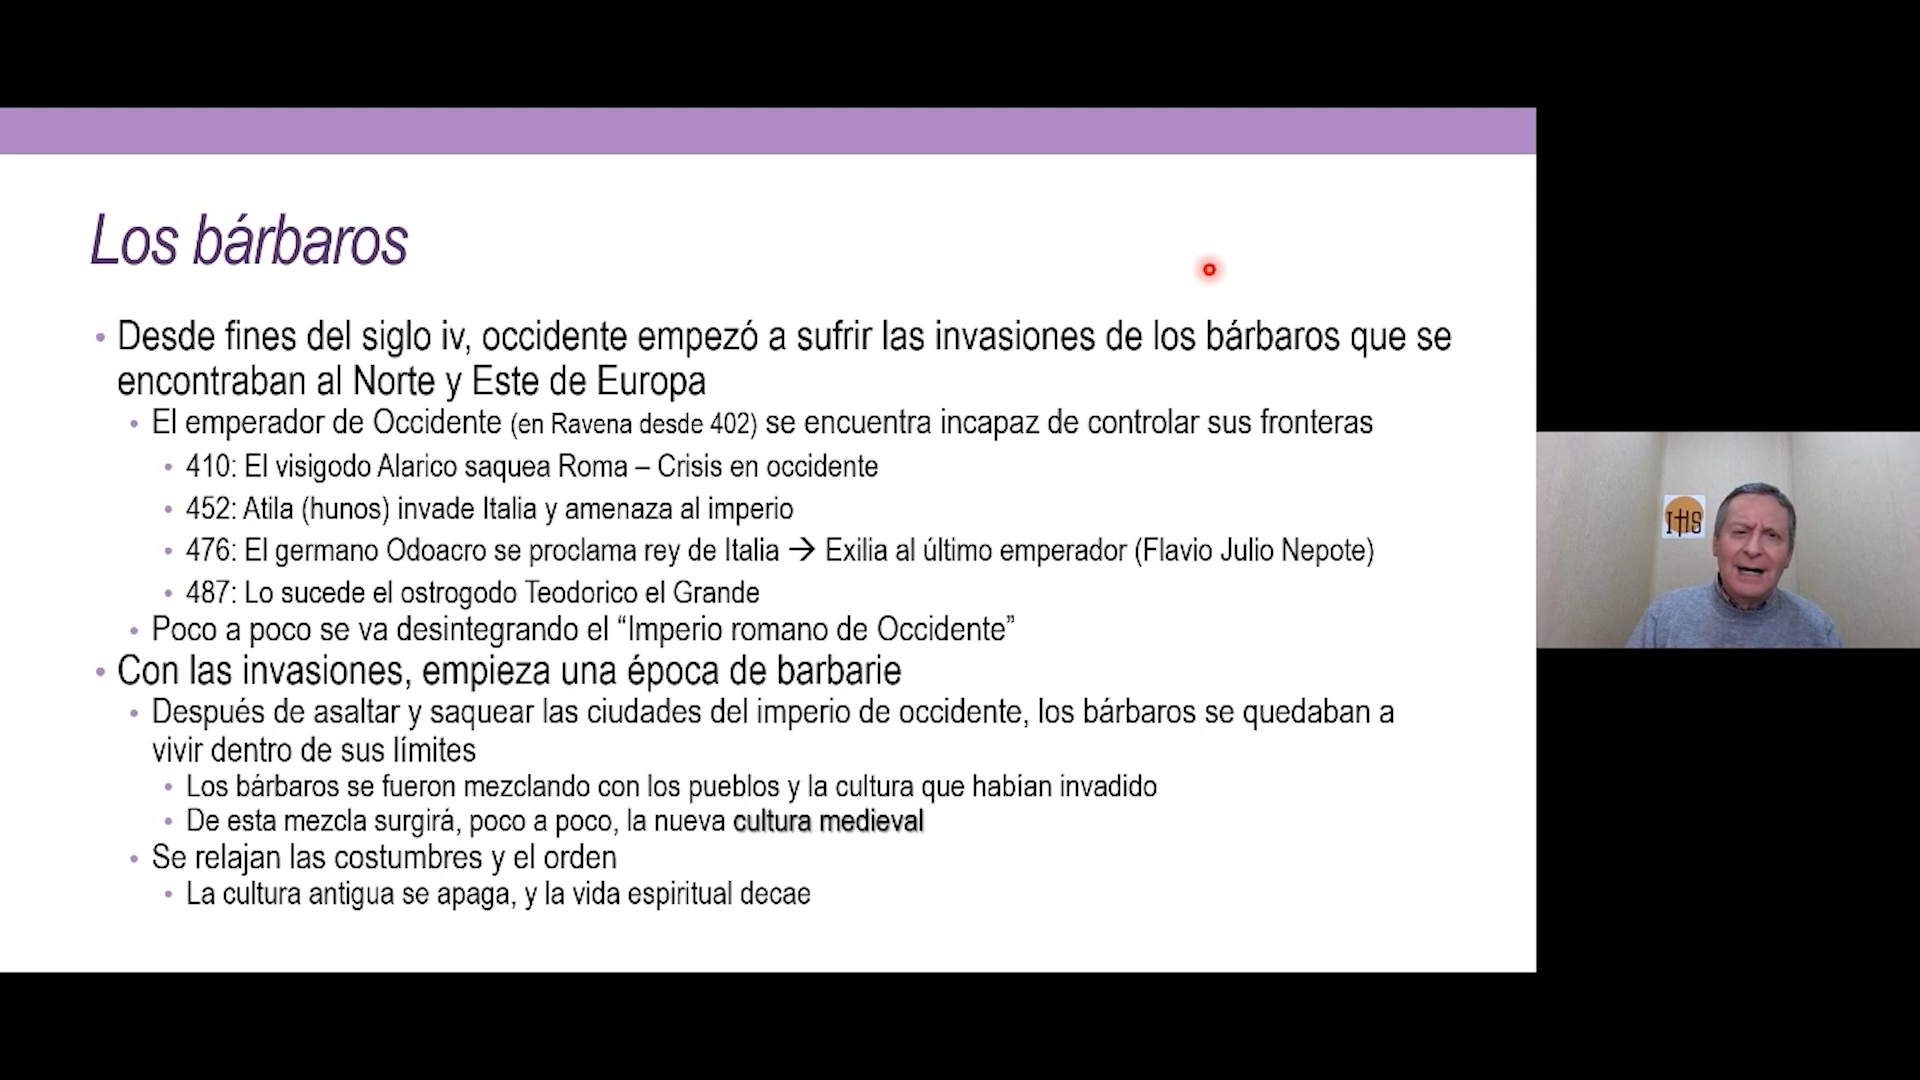 Los bárbaros
• Desde fines del siglo iv, occidente empezó a sufrir las invasiones de los bárbaros que se
encontraban al Norte y Este de Europa
• El emperador de Occidente (en Ravena desde 402) se encuentra incapaz de controlar sus fronteras
• 410: El visigodo Alarico saquea Roma – Crisis en occidente
• 452: Atila (hunos) invade Italia y amenaza al imperio
• 476: El germano Odoacro se proclama rey de Italia → Exilia al último emperador (Flavio Julio Nepote)
• 487: Lo sucede el ostrogodo Teodorico el Grande
• Poco a poco se va desintegrando el “Imperio romano de Occidente”
• Con las invasiones, empieza una época de barbarie
• Después de asaltar y saquear las ciudades del imperio de occidente, los bárbaros se quedaban a
vivir dentro de sus límites
• Los bárbaros se fueron mezclando con los pueblos y la cultura que habían invadido
• De esta mezcla surgirá, poco a poco, la nueva cultura medieval
• Se relajan las costumbres y el orden
• La cultura antigua se apaga, y la vida espiritual decae
IHS